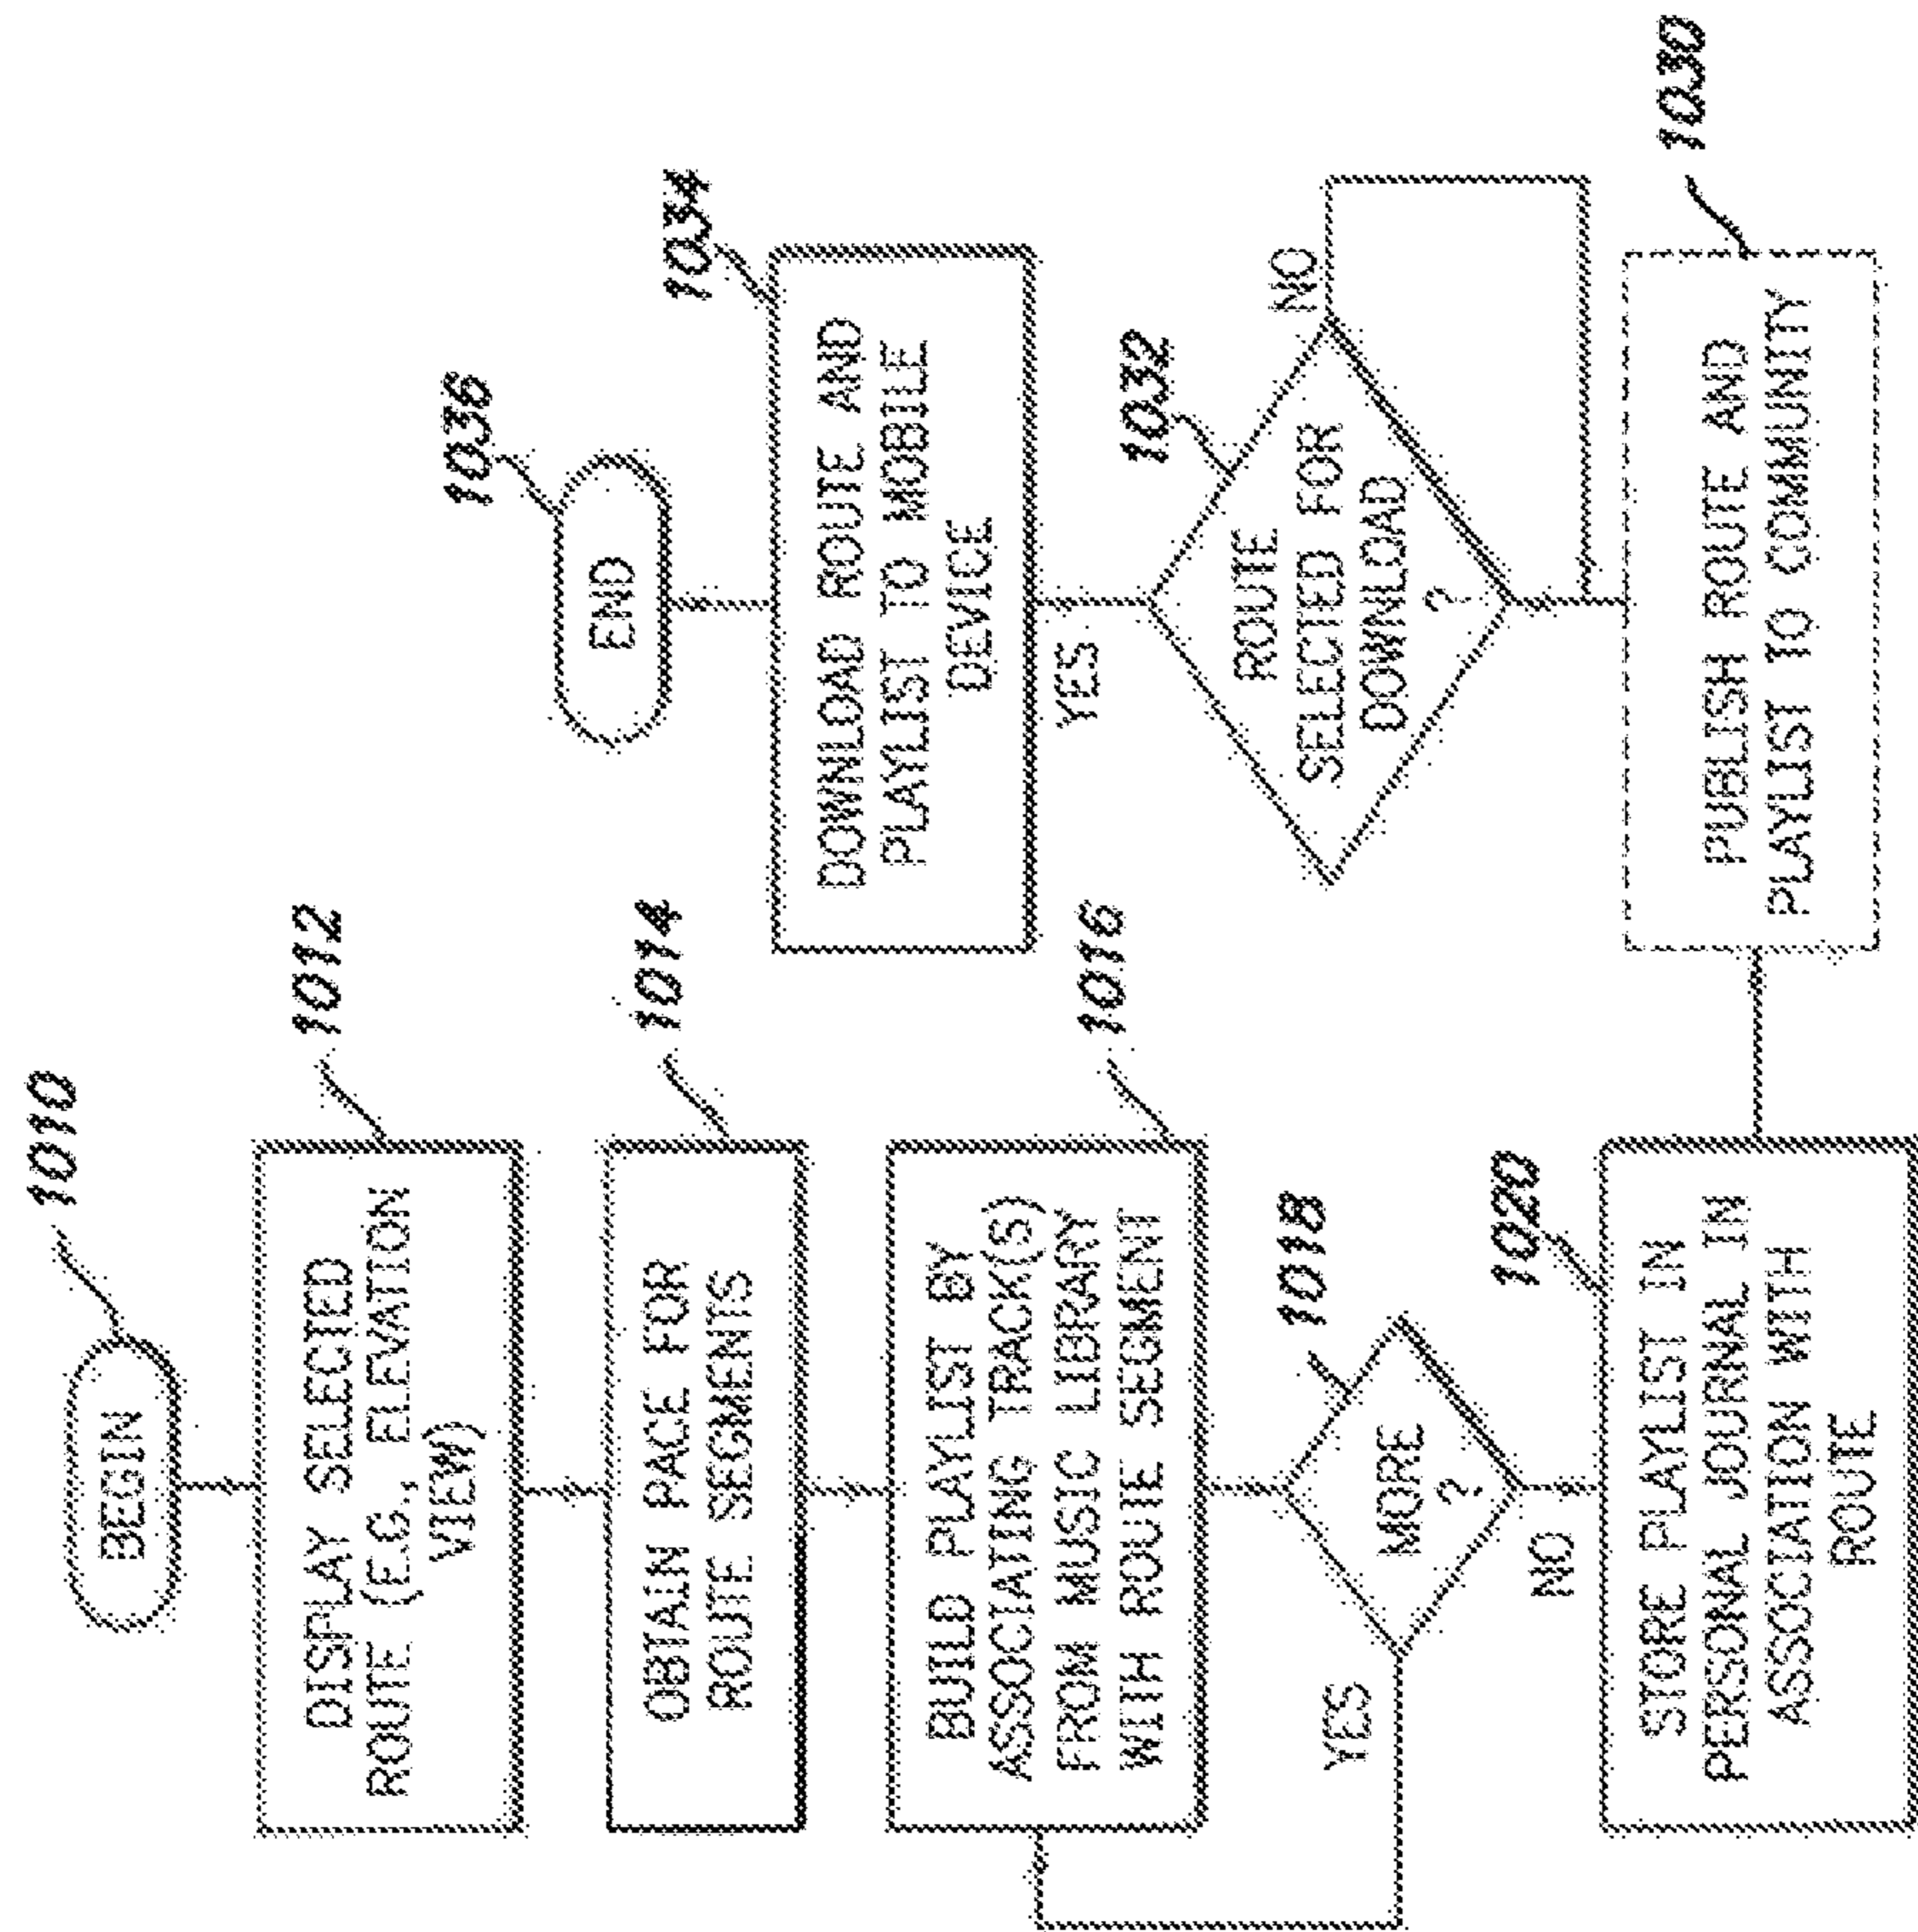 1010
BEGIN
1012
DISPLAY SELECTED
ROUTE (E.G., ELEVATION
VIEW)
1014
OBTAIN PACE FOR
ROUTE SEGMENTS
1016
BUILD PLAYLIST BY
ASSOCIATING TRACK(S)
FROM MUSIC LIBRARY
WITH ROUTE SEGMENT
1018
MORE
?
YES
NO
1020
STORE PLAYLIST IN
PERSONAL JOURNAL IN
ASSOCIATION WITH
ROUTE
1030
PUBLISH ROUTE AND
PLAYLIST TO COMMUNITY
1032
ROUTE
SELECTED FOR
DOWNLOAD
?
NO
YES
1034
DOWNLOAD ROUTE AND
PLAYLIST TO MOBILE
DEVICE
1036
END